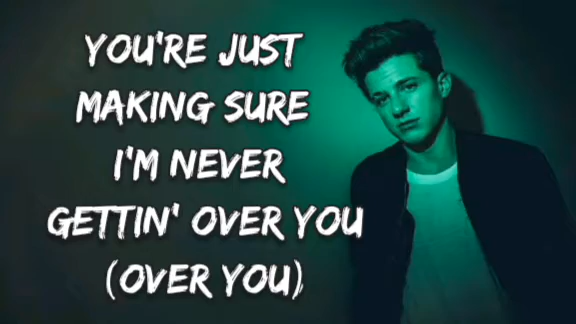 YOU'RE JUST
MAKING SURE
I'M NEVER
GETTIN' OVER YOU
(OVER YOU)